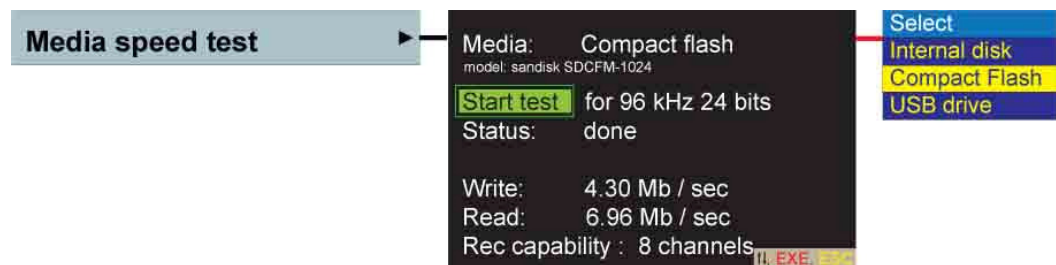 Media speed test
Media: Compact flash
model: sandisk SDCFM-1024
Start test for 96 kHz 24 bits
Status: done
Write: 4.30 Mb / sec
Read: 6.96 Mb / sec
Rec capability : 8 channels
EXE. ESC
Select
Internal disk
Compact Flash
USB drive